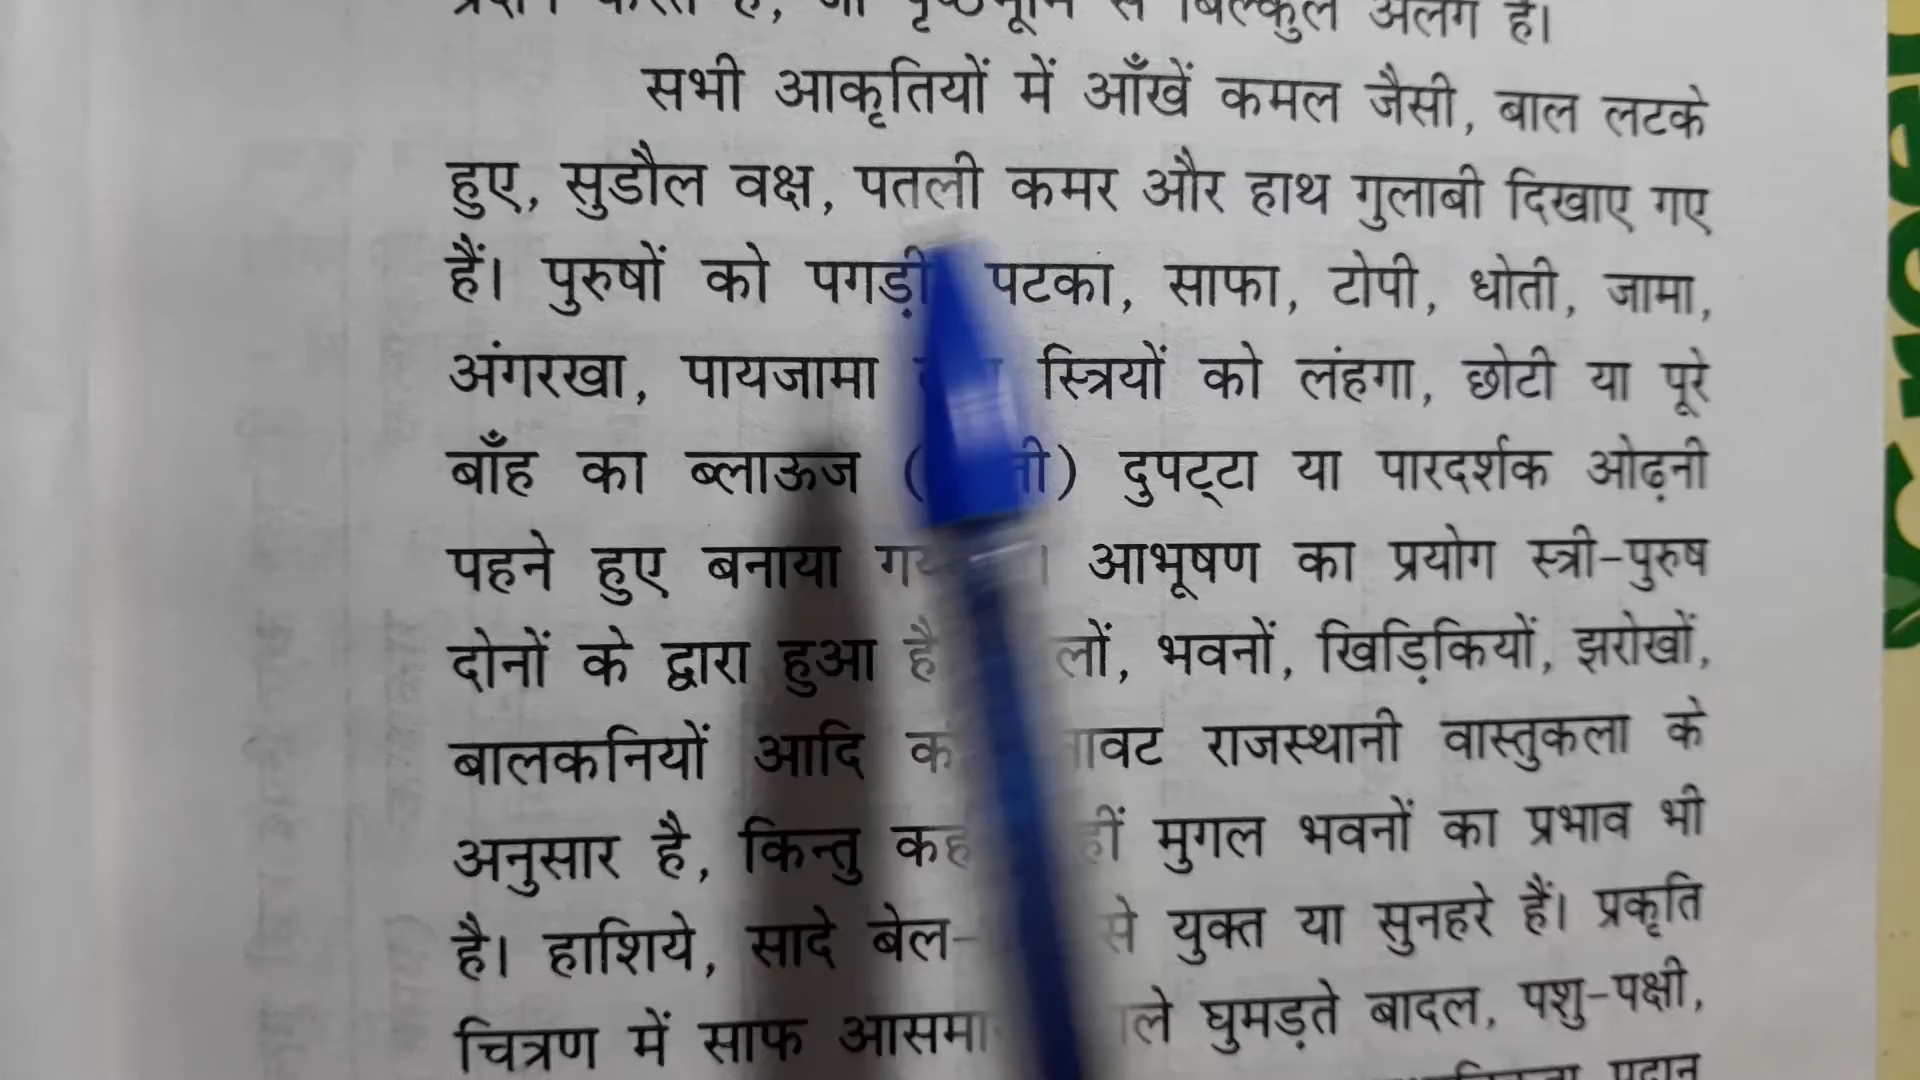 से बिल्कुल अलग है।
सभी आकृतियों में आँखें कमल जैसी, बाल लटके
हुए, सुडौल वक्ष, पतली कमर और हाथ गुलाबी दिखाए गए
हैं। पुरुषों को पगड़ी पटका, साफा, टोपी, धोती, जामा,
अंगरखा, पायजामा स्त्रियों को लंहगा, छोटी या पूरे
बाँह का ब्लाऊज दुपट्टा या पारदर्शक ओढ़नी
पहने हुए बनाया आभूषण का प्रयोग स्त्री-पुरुष
दोनों के द्वारा हुआ है भवनों, खिड़िकियों, झरोखों,
बालकनियों आदि राजस्थानी वास्तुकला के
अनुसार है, किन्तु मुगल भवनों का प्रभाव भी
है। हाशिये, सादे बेल- से युक्त या सुनहरे हैं। प्रकृति
चित्रण में साफ घुमड़ते बादल, पशु-पक्षी,